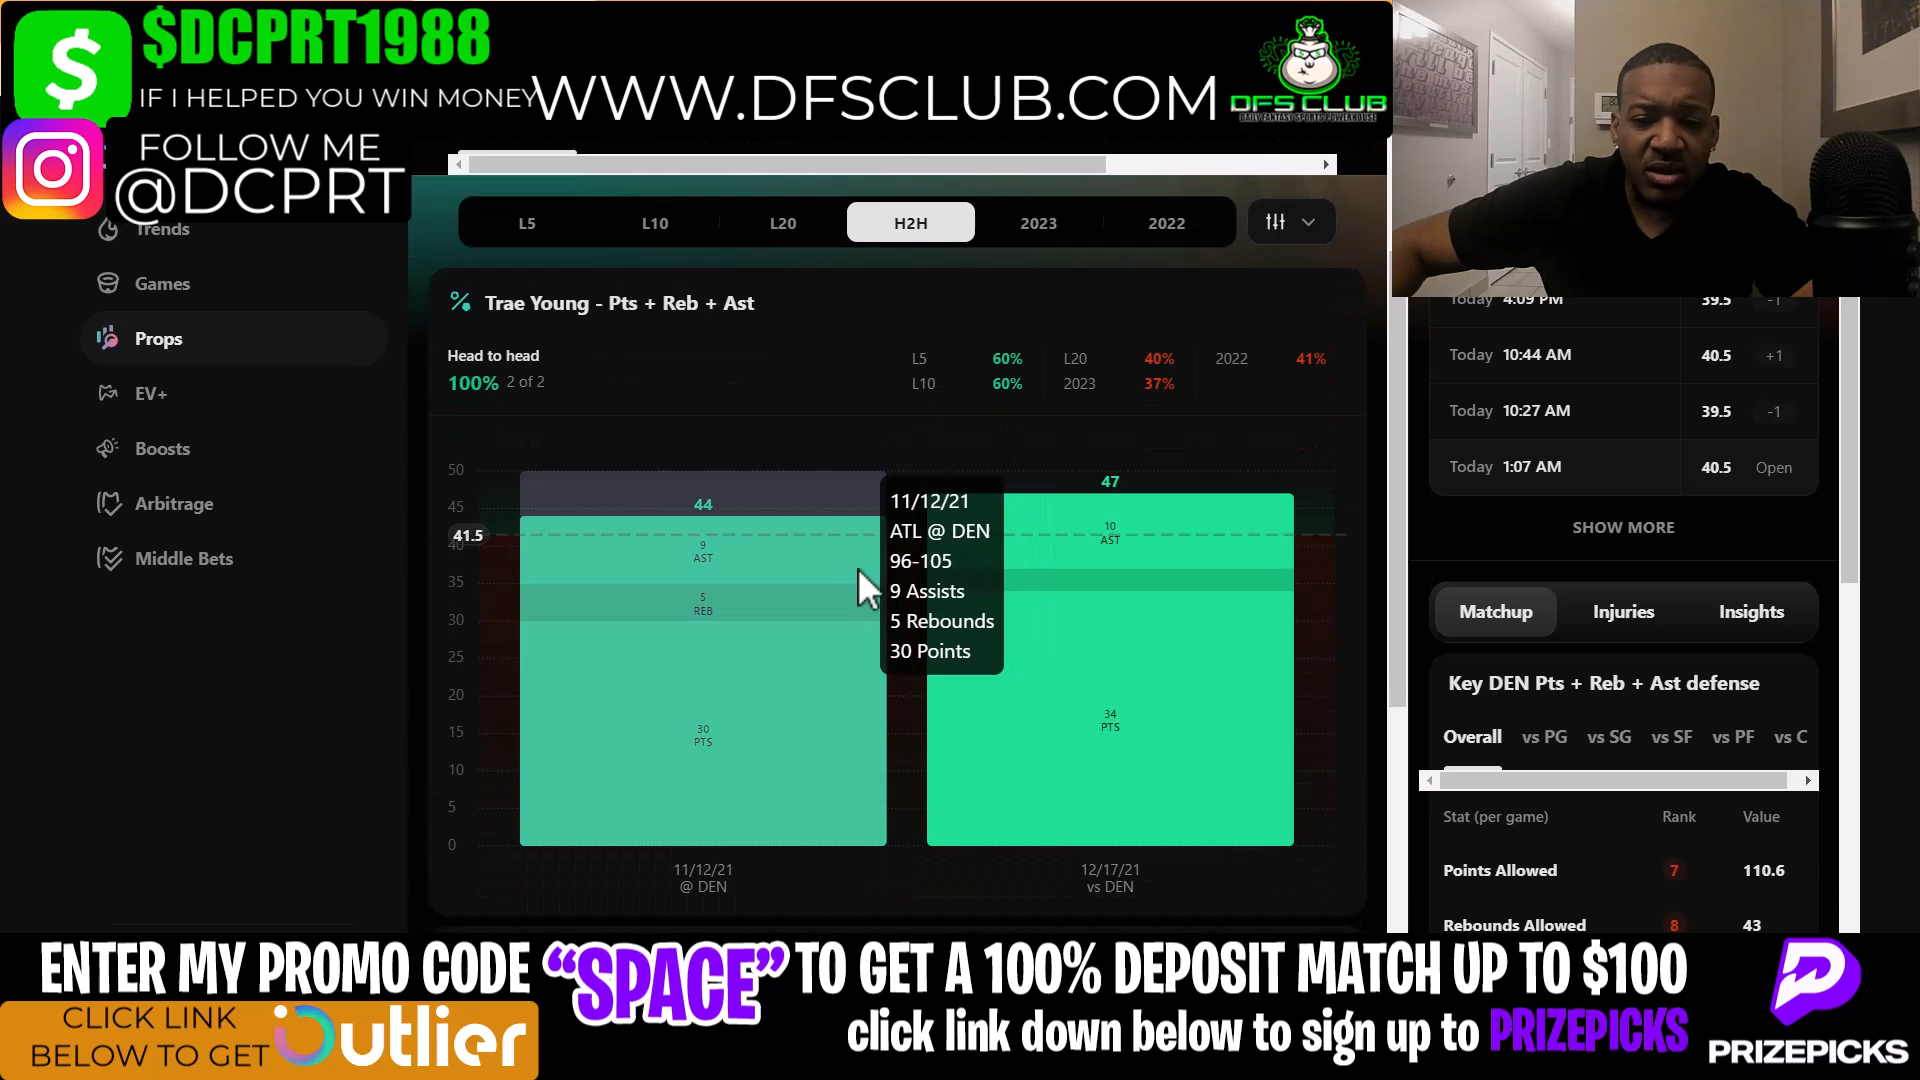 $DCPRT1988
IF I HELPED YOU WIN MONEY
WWW.DFSCLUB.COM
DFS CLUB
DAILY FANTASY SPORTS POWERHOUSE
FOLLOW ME
@DCPRT
Trends
Games
Props
EV+
Boosts
Arbitrage
Middle Bets
L5
L10
L20
H2H
2023
2022
Trae Young - Pts + Reb + Ast
Head to head
100% 2 of 2
L5 60% L20 40% 2022 41%
L10 60% 2023 37%
50
45
41.5
40
35
30
25
20
15
10
5
0
44
9
AST
5
REB
30
PTS
11/12/21
@ DEN
11/12/21
ATL @ DEN
96-105
9 Assists
5 Rebounds
30 Points
47
10
AST
34
PTS
12/17/21
vs DEN
Today 4:09 PM 39.5 -1
Today 10:44 AM 40.5 +1
Today 10:27 AM 39.5 -1
Today 1:07 AM 40.5 Open
SHOW MORE
Matchup Injuries Insights
Key DEN Pts + Reb + Ast defense
Overall vs PG vs SG vs SF vs PF vs C
Stat (per game) Rank Value
Points Allowed 7 110.6
Rebounds Allowed 8 43
ENTER MY PROMO CODE “SPACE” TO GET A 100% DEPOSIT MATCH UP TO $100
click link down below to sign up to PRIZEPICKS
CLICK LINK
BELOW TO GET
Outlier
PRIZEPICKS